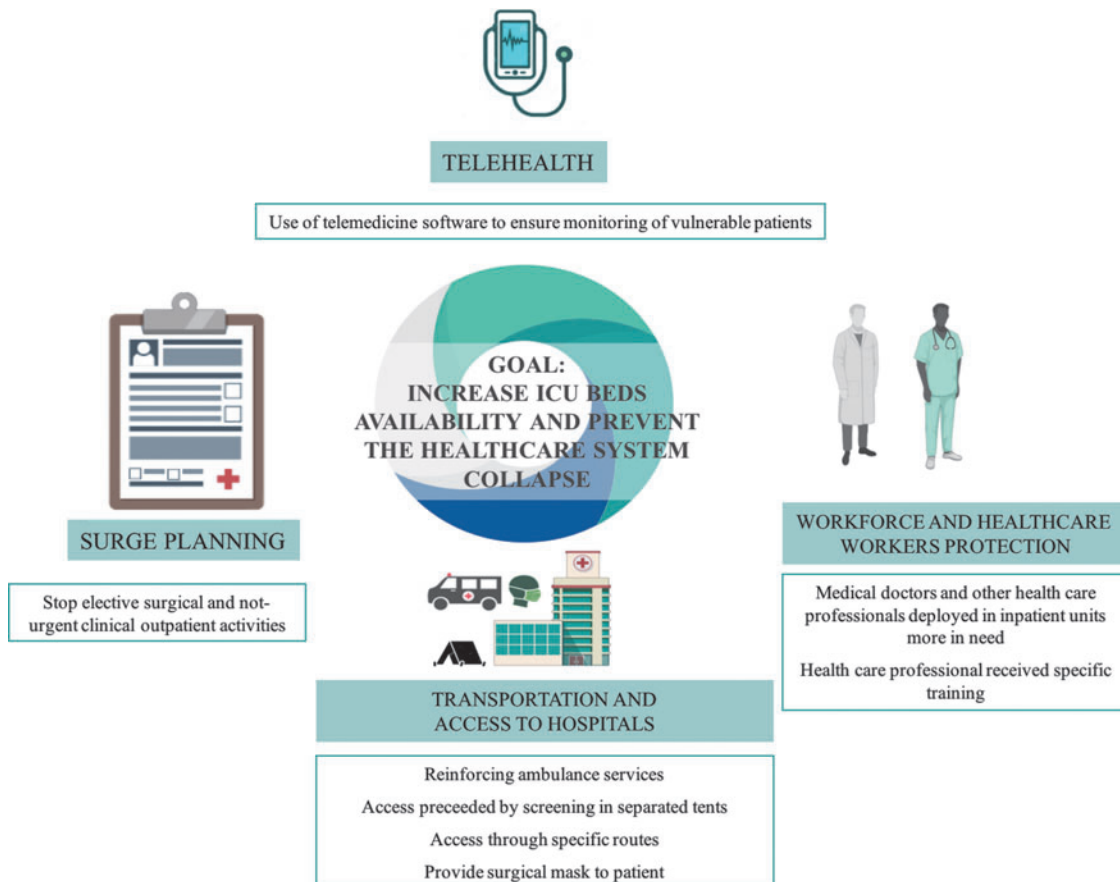 TELEHEALTH
Use of telemedicine software to ensure monitoring of vulnerable patients
GOAL:
INCREASE ICU BEDS
AVAILABILITY AND PREVENT
THE HEALTHCARE SYSTEM
COLLAPSE
SURGE PLANNING
Stop elective surgical and not-
urgent clinical outpatient activities
WORKFORCE AND HEALTHCARE
WORKERS PROTECTION
Medical doctors and other health care
professionals deployed in inpatient units
more in need
Health care professional received specific
training
TRANSPORTATION AND
ACCESS TO HOSPITALS
Reinforcing ambulance services
Access preceeded by screening in separated tents
Access through specific routes
Provide surgical mask to patient